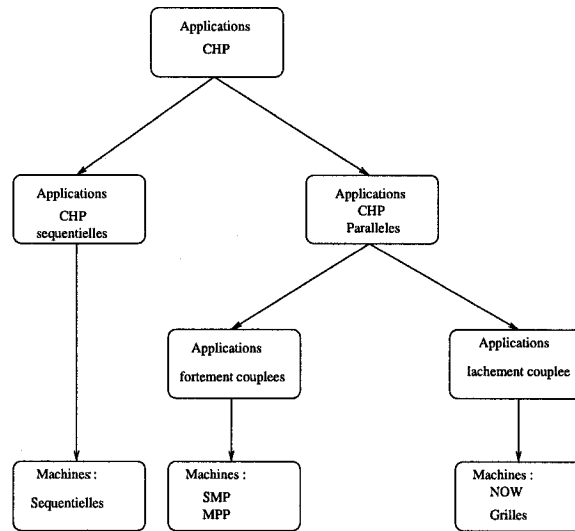 Applications
CHP
Applications
CHP
sequentielles
Applications
CHP
Paralleles
Applications
fortement couplees
Applications
lachement couplee
Machines :
Sequentielles
Machines :
SMP
MPP
Machines :
NOW
Grilles